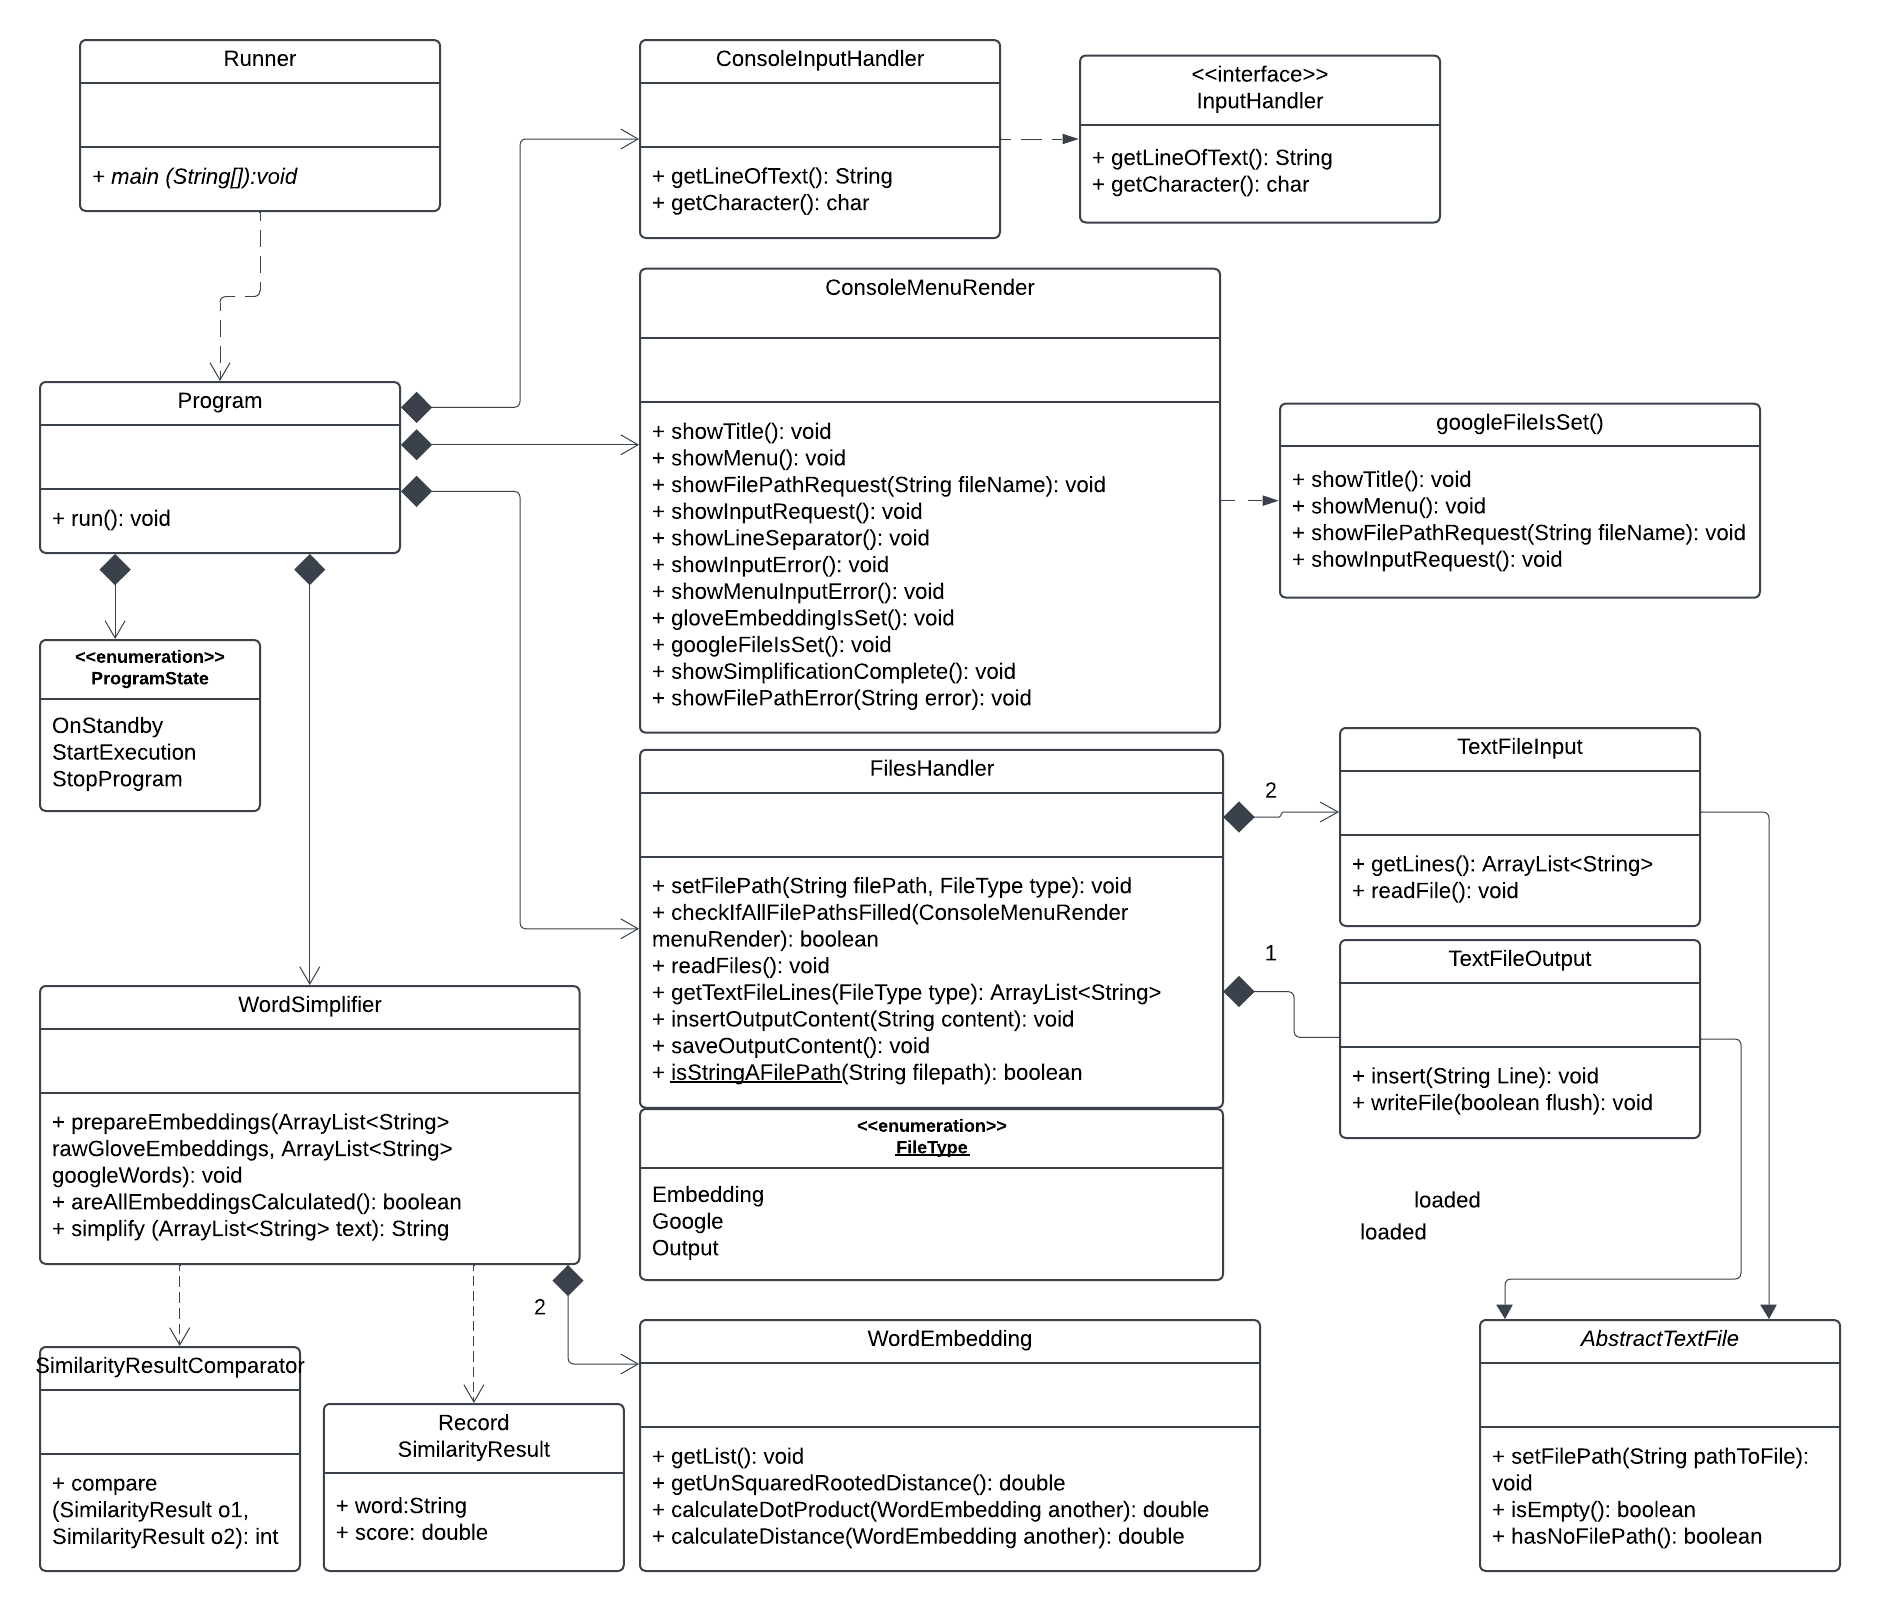 Runner
+ main (String[]):void
ConsoleInputHandler
+ getLineOfText(): String
+ getCharacter(): char
<<interface>>
InputHandler
+ getLineOfText(): String
+ getCharacter(): char
ConsoleMenuRender
+ showTitle(): void
+ showMenu(): void
+ showFilePathRequest(String fileName): void
+ showInputRequest(): void
+ showLineSeparator(): void
+ showInputError(): void
+ showMenuInputError(): void
+ gloveEmbeddingIsSet(): void
+ googleFileIsSet(): void
+ showSimplificationComplete(): void
+ showFilePathError(String error): void
googleFileIsSet()
+ showTitle(): void
+ showMenu(): void
+ showFilePathRequest(String fileName): void
+ showInputRequest(): void
Program
+ run(): void
<<enumeration>>
ProgramState
OnStandby
StartExecution
StopProgram
FilesHandler
+ setFilePath(String filePath, FileType type): void
+ checkIfAllFilePathsFilled(ConsoleMenuRender
menuRender): boolean
+ readFiles(): void
+ getTextFileLines(FileType type): ArrayList<String>
+ insertOutputContent(String content): void
+ saveOutputContent(): void
+ isStringAFilePath(String filepath): boolean
<<enumeration>>
FileType
Embedding
Google
Output
2
TextFileInput
+ getLines(): ArrayList<String>
+ readFile(): void
1
TextFileOutput
+ insert(String Line): void
+ writeFile(boolean flush): void
loaded
loaded
WordSimplifier
+ prepareEmbeddings(ArrayList<String>
rawGloveEmbeddings, ArrayList<String>
googleWords): void
+ areAllEmbeddingsCalculated(): boolean
+ simplify (ArrayList<String> text): String
2
SimilarityResultComparator
+ compare
(SimilarityResult o1,
SimilarityResult o2): int
Record
SimilarityResult
+ word:String
+ score: double
WordEmbedding
+ getList(): void
+ getUnSquaredRootedDistance(): double
+ calculateDotProduct(WordEmbedding another): double
+ calculateDistance(WordEmbedding another): double
AbstractTextFile
+ setFilePath(String pathToFile):
void
+ isEmpty(): boolean
+ hasNoFilePath(): boolean